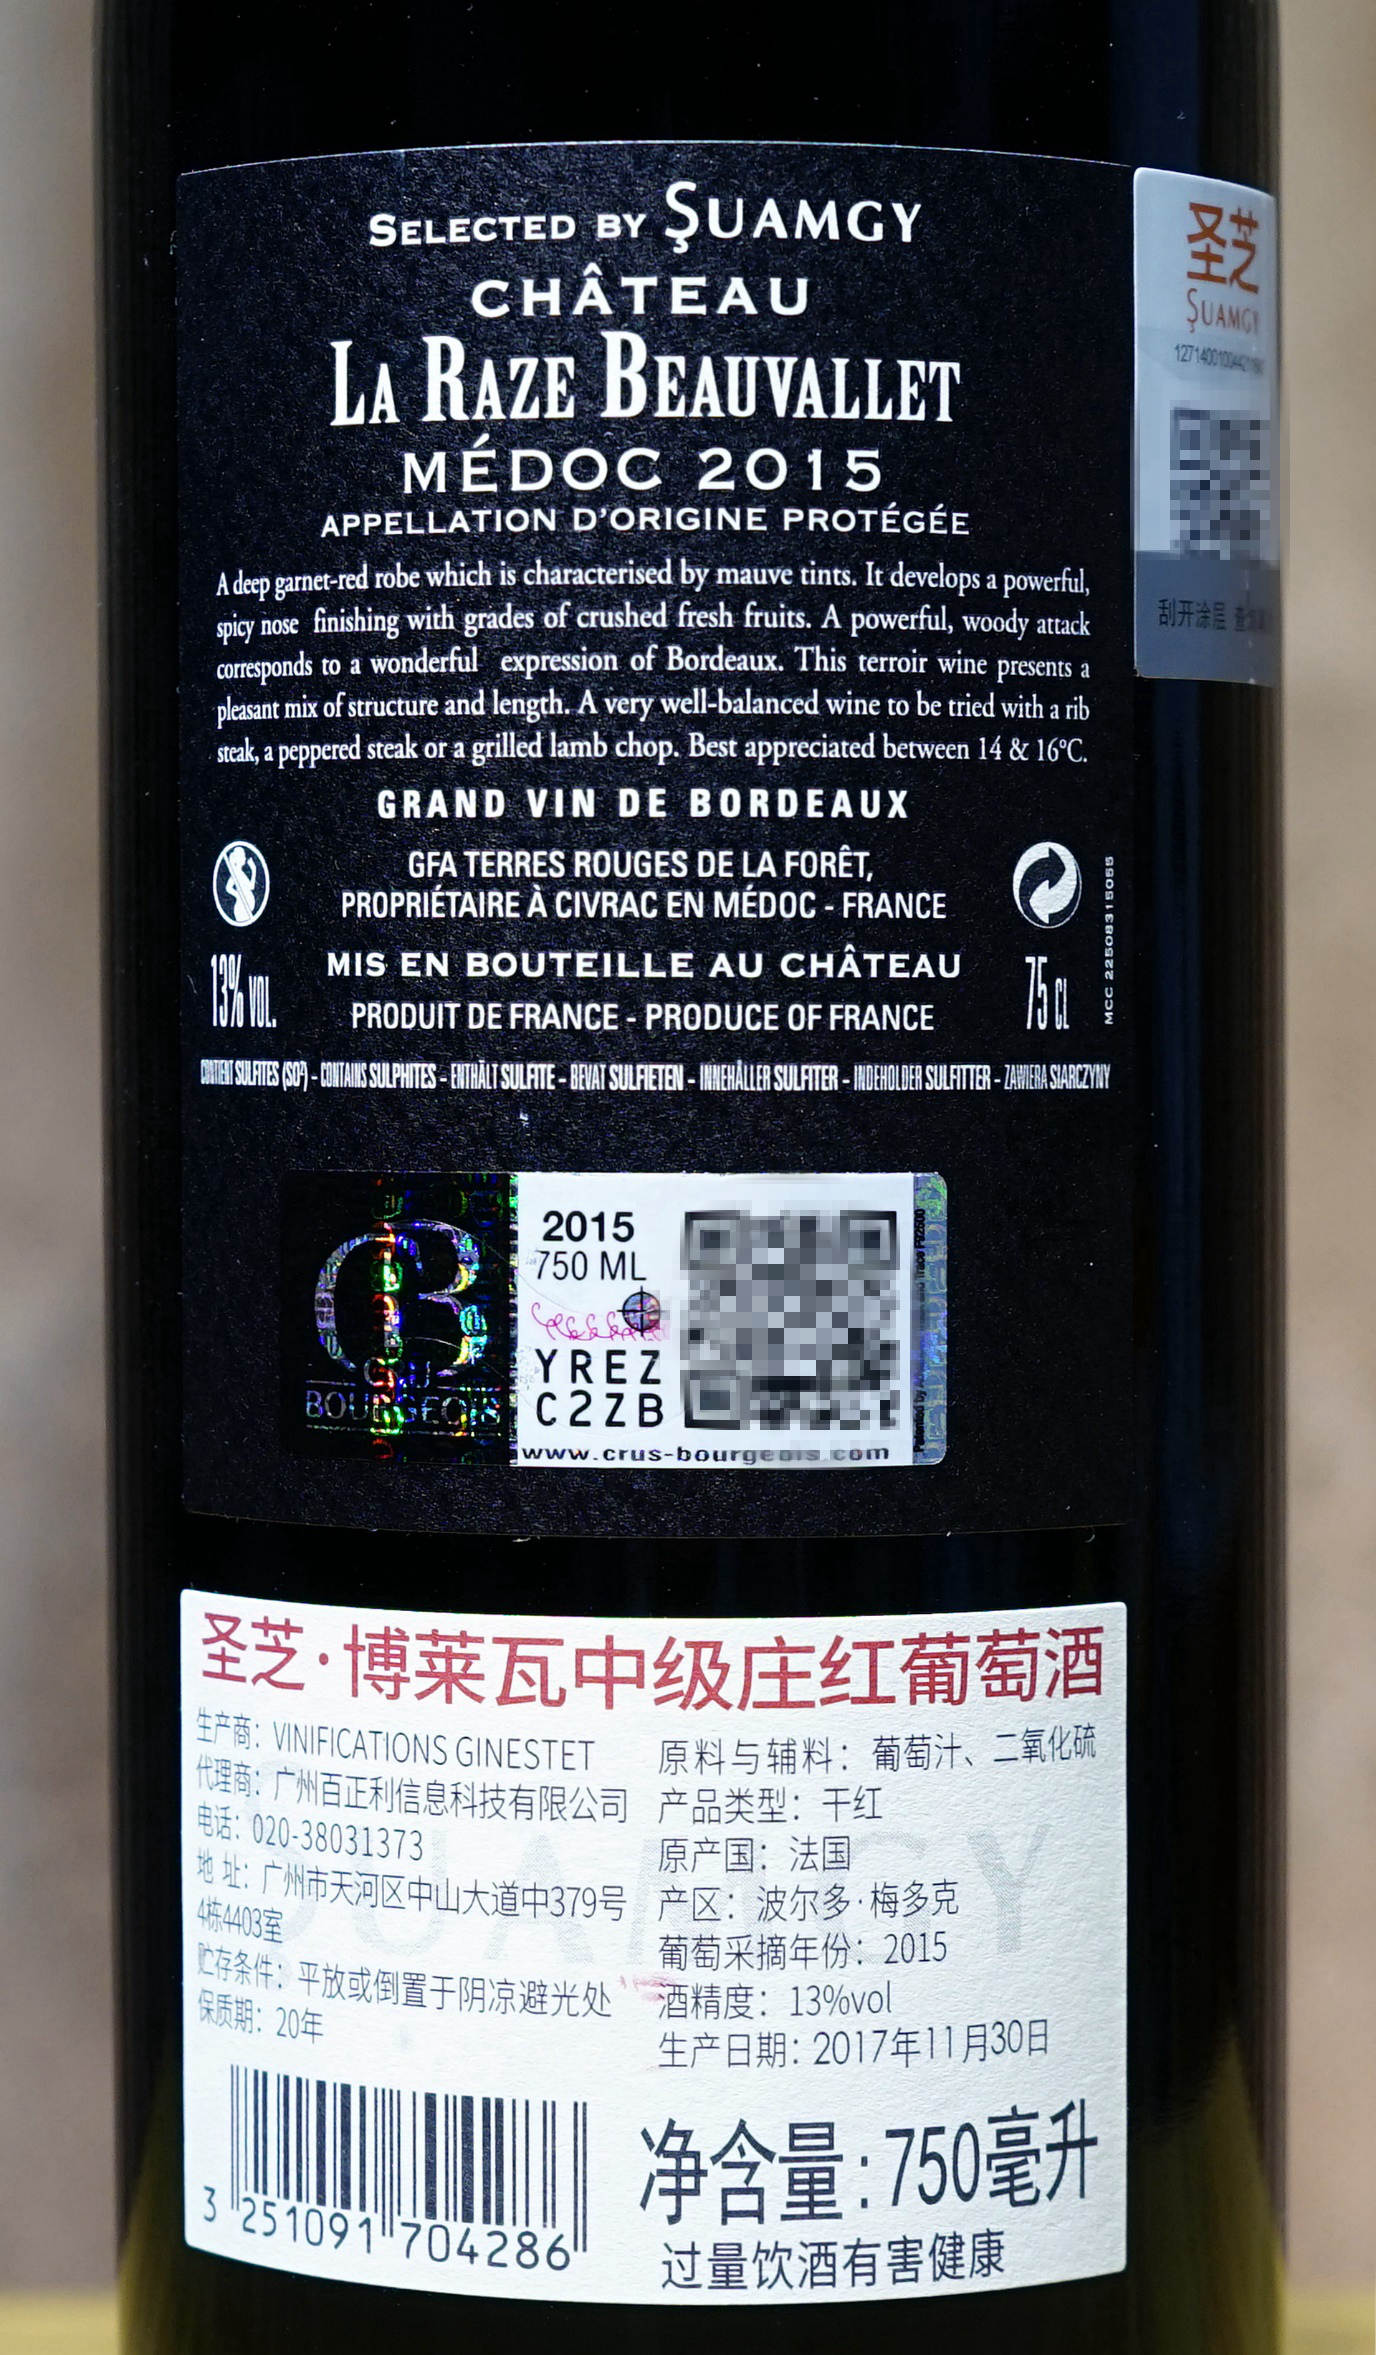 SELECTED BY ŞUAMGY
CHÂTEAU
LA RAZE BEAUVALLET
MÉDOC 2015
APPELLATION D'ORIGINE PROTÉGÉE
A deep garnet-red robe which is characterised by mauve tints. It develops a powerful,
spicy nose finishing with grades of crushed fresh fruits. A powerful, woody attack
corresponds to a wonderful expression of Bordeaux. This terroir wine presents a
pleasant mix of structure and length. A very well-balanced wine to be tried with a rib
steak, a peppered steak or a grilled lamb chop. Best appreciated between 14 & 16°C.
GRAND VIN DE BORDEAUX
GFA TERRES ROUGES DE LA FORÊT,
PROPRIÉTAIRE À CIVRAC EN MÉDOC - FRANCE
13% VOL.
MIS EN BOUTEILLE AU CHÂTEAU
75 CL
PRODUIT DE FRANCE - PRODUCE OF FRANCE
MCC 22508315055
CONTIENT SULFITES (SO²) - CONTAINS SULPHITES - ENTHÄLT SULFITE - BEVAT SULFIETEN - INNEHÅLLER SULFITER - INDEHOLDER SULFITTER - ZAWIERA SIARCZYNY
圣芝
ŞUAMGY
刮开涂层
CB
CRU
BOURGEOIS
2015
750 ML
YREZ
C2ZB
www.crus-bourgeois.com
圣芝·博莱瓦中级庄红葡萄酒
生产商：VINIFICATIONS GINESTET
代理商：广州百正利信息科技有限公司
电话：020-38031373
地 址：广州市天河区中山大道中379号
4栋4403室
贮存条件：平放或倒置于阴凉避光处
保质期：20年
原料与辅料：葡萄汁、二氧化硫
产品类型：干红
原产国：法国
产区：波尔多·梅多克
葡萄采摘年份：2015
酒精度：13%vol
生产日期：2017年11月30日
3 251091 704286
净含量：750毫升
过量饮酒有害健康